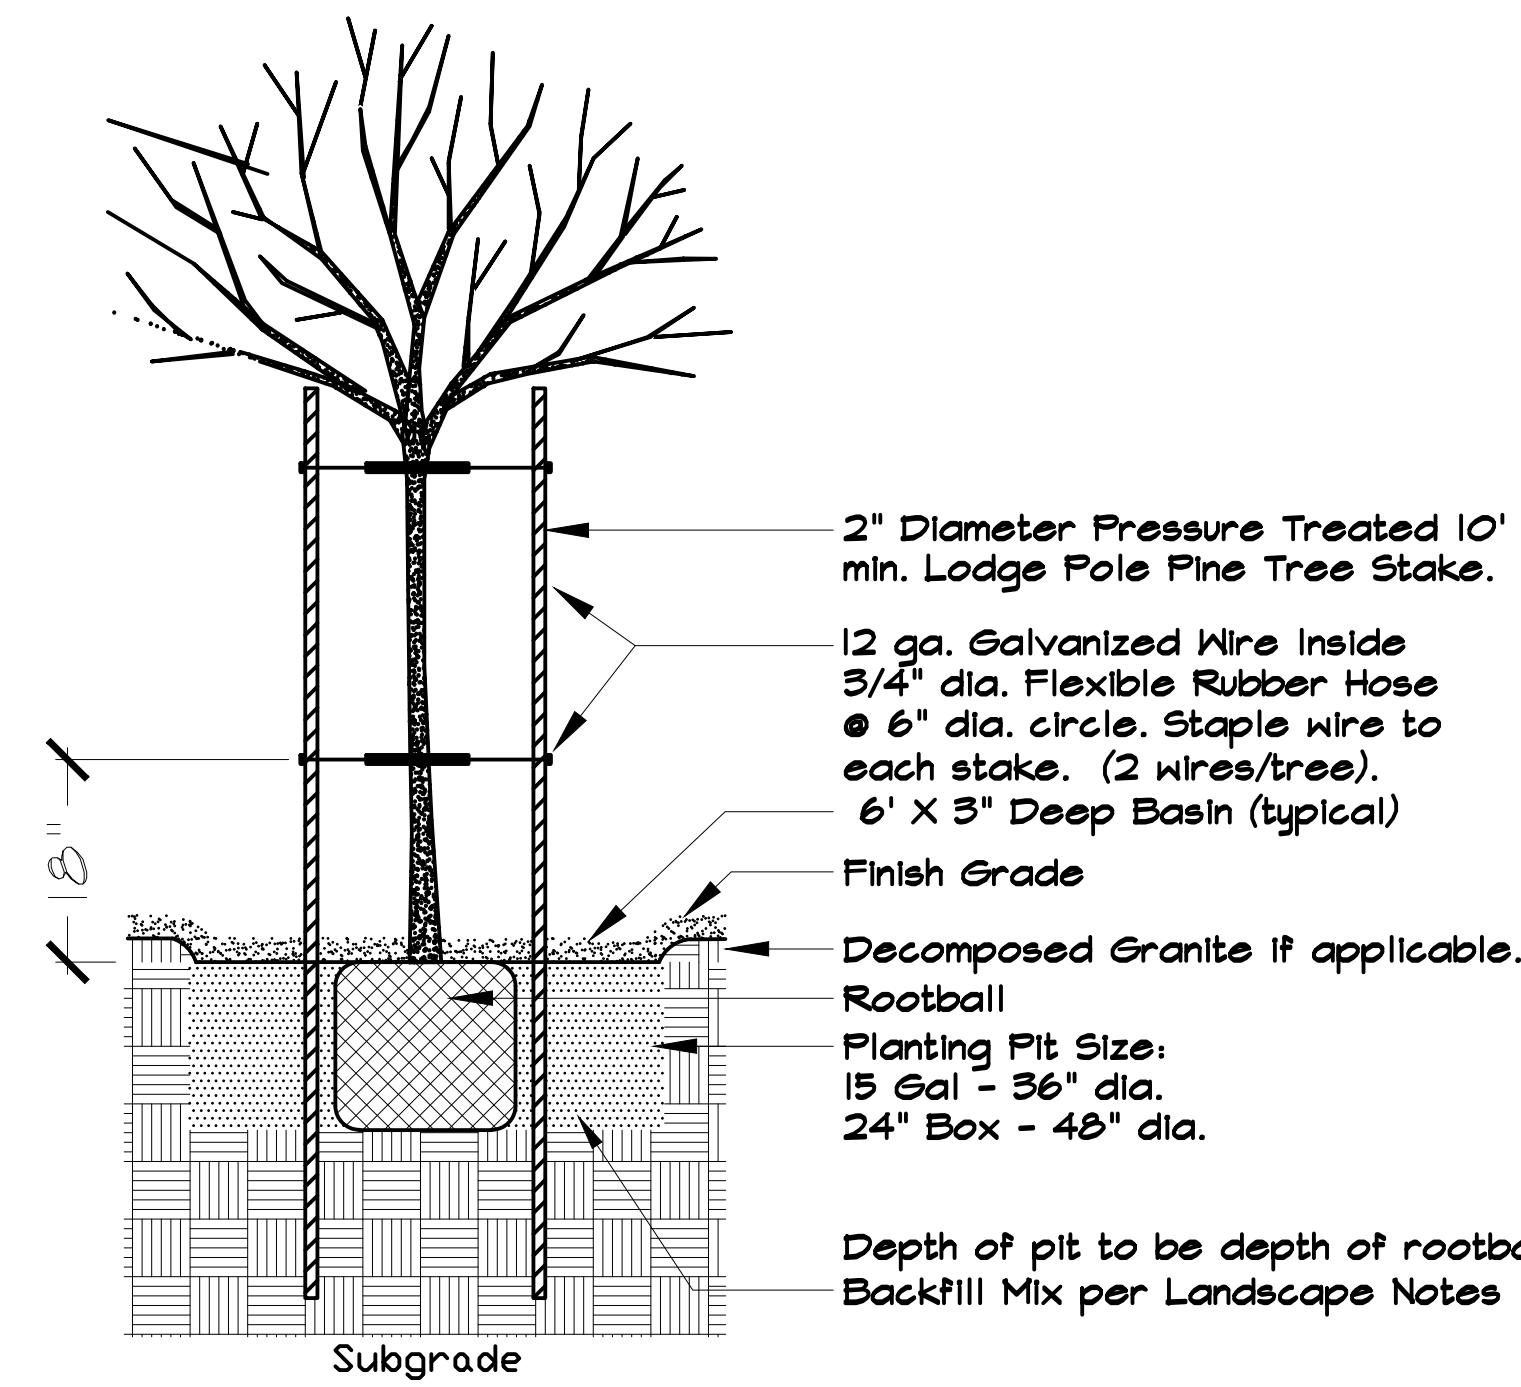 2" Diameter Pressure Treated 10'
min. Lodge Pole Pine Tree Stake.
12 ga. Galvanized Wire Inside
3/4" dia. Flexible Rubber Hose
@ 6" dia. circle. Staple wire to
each stake. (2 wires/tree).
6' X 3" Deep Basin (typical)
18"
Finish Grade
Decomposed Granite if applicable.
Rootball
Planting Pit Size:
15 Gal - 36" dia.
24" Box - 48" dia.
Depth of pit to be depth of
Backfill Mix per Landscape Notes
Subgrade